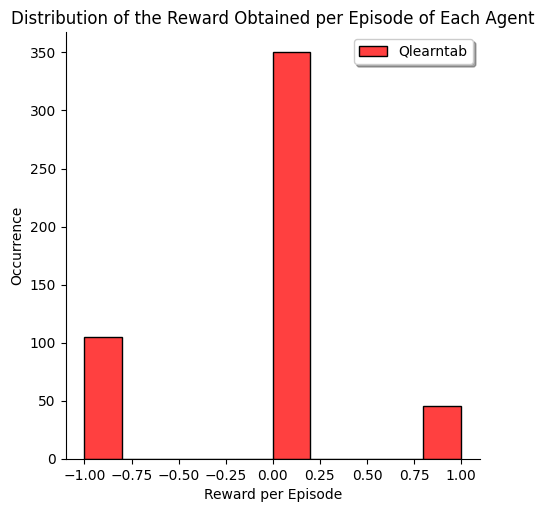 Distribution of the Reward Obtained per Episode of Each Agent
Qlearntab
350
300
250
200
150
100
50
0
Occurrence
−1.00 −0.75 −0.50 −0.25 0.00 0.25 0.50 0.75 1.00
Reward per Episode